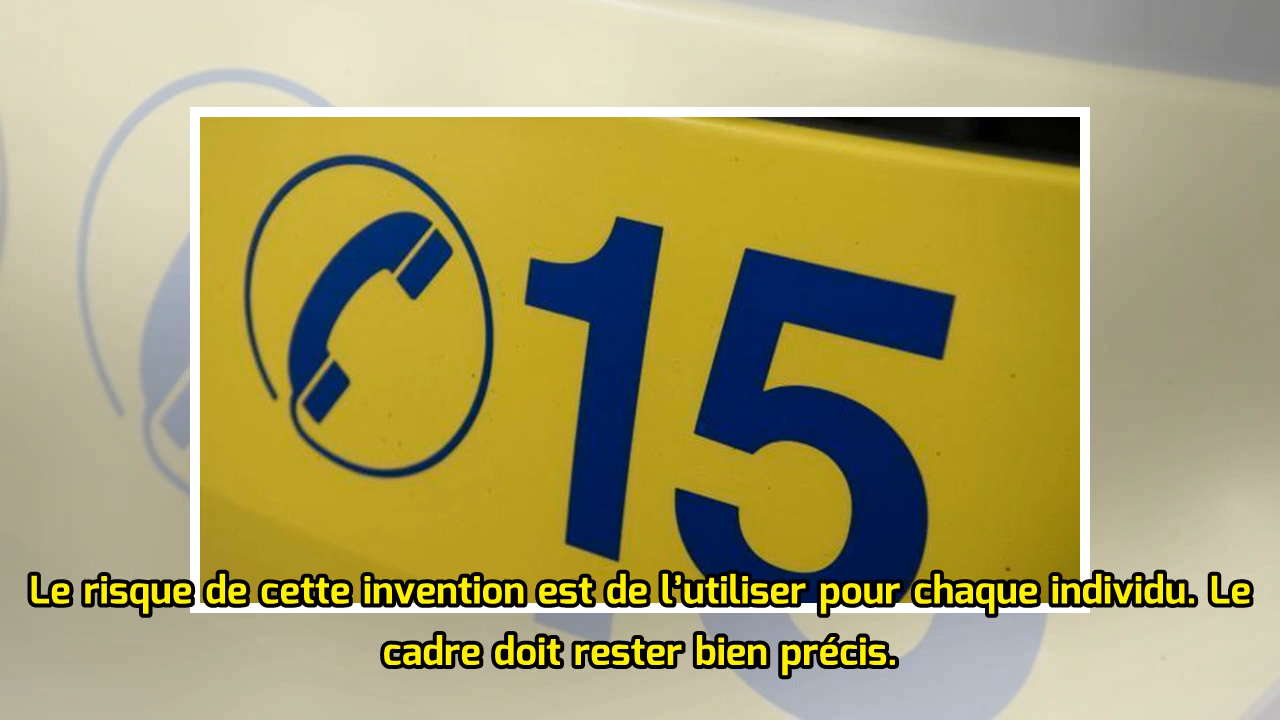 15
Le risque de cette invention est de l’utiliser pour chaque individu. Le
cadre doit rester bien précis.